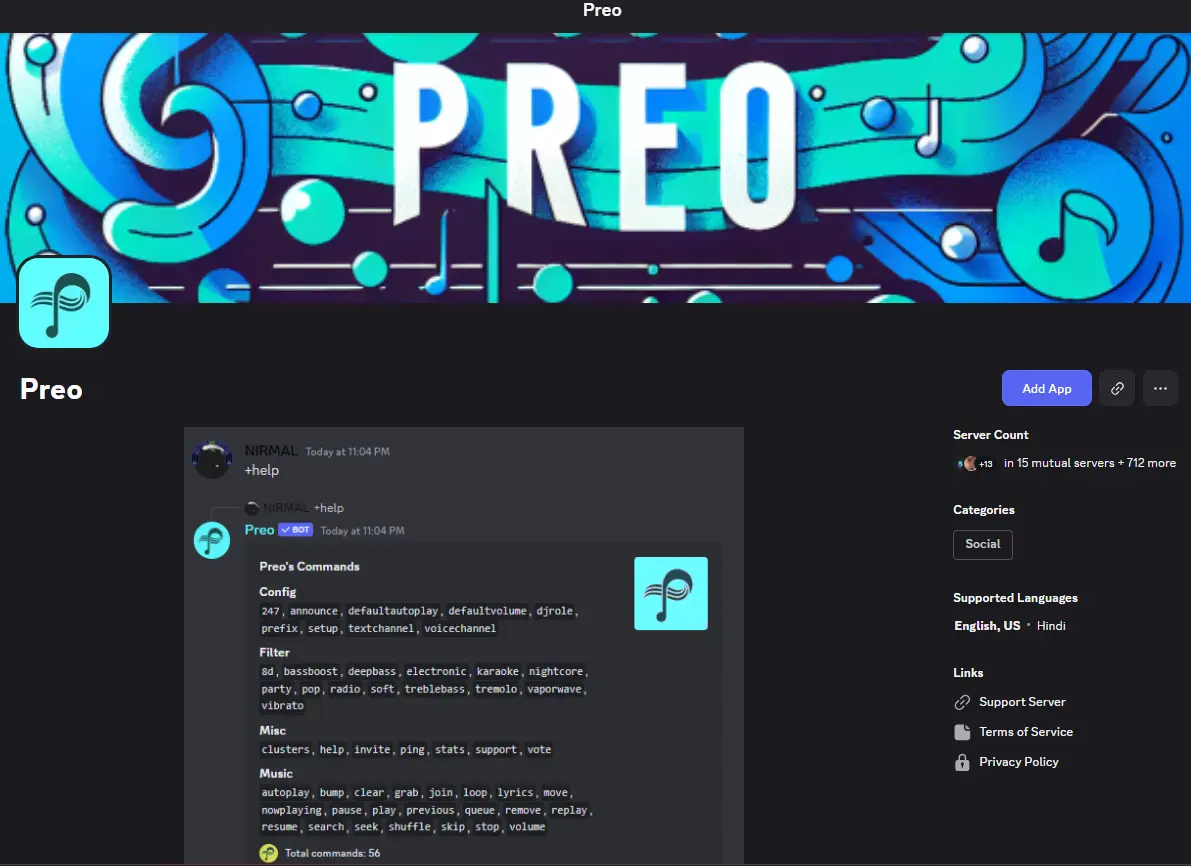 Preo
PREO
Preo
Add App
NIRMAL Today at 11:04 PM
+help
NIRMAL +help
Preo BOT Today at 11:04 PM
Preo's Commands
Config
247, announce, defaultautoplay, defaultvolume, djrole,
prefix, setup, textchannel, voicechannel
Filter
8d, bassboost, deepbass, electronic, karaoke, nightcore,
party, pop, radio, soft, treblebass, tremolo, vaporwave,
vibrato
Misc
clusters, help, invite, ping, stats, support, vote
Music
autoplay, bump, clear, grab, join, loop, lyrics, move,
nowplaying, pause, play, previous, queue, remove, replay,
resume, search, seek, shuffle, skip, stop, volume
Total commands: 56
Server Count
+13 in 15 mutual servers + 712 more
Categories
Social
Supported Languages
English, US • Hindi
Links
Support Server
Terms of Service
Privacy Policy